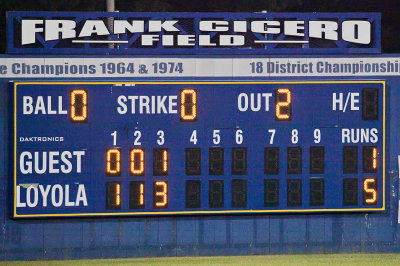 FRANK CICERO
FIELD
e Champions 1964 & 1974 18 District Championship
BALL 0 STRIKE 0 OUT 2 H/E
DAKTRONICS 1 2 3 4 5 6 7 8 9 RUNS
GUEST 0 0 1 1
LOYOLA 1 1 3 5